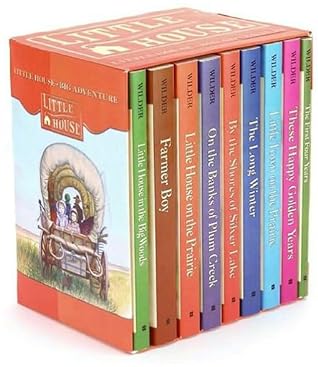 LITTLE
HOUSE
LITTLE HOUSE • BIG ADVENTURE
LITTLE
HOUSE
WILDER
Little House in the Big Woods
WILDER
Farmer Boy
WILDER
Little House on the Prairie
WILDER
On the Banks of Plum Creek
WILDER
By the Shores of Silver Lake
WILDER
The Long Winter
WILDER
Little Town on the Prairie
WILDER
These Happy Golden Years
WILDER
The First Four Years